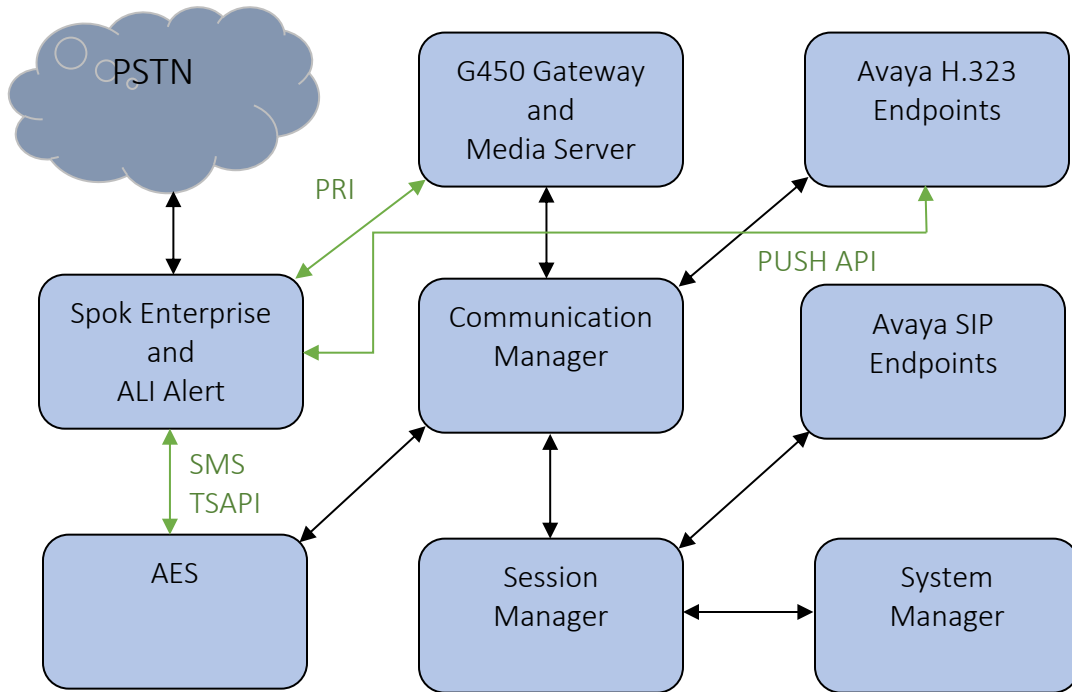 PSTN
G450 Gateway
and
Media Server
Avaya H.323
Endpoints
PRI
PUSH API
Spok Enterprise
and
ALI Alert
Communication
Manager
Avaya SIP
Endpoints
SMS
TSAPI
AES
Session
Manager
System
Manager